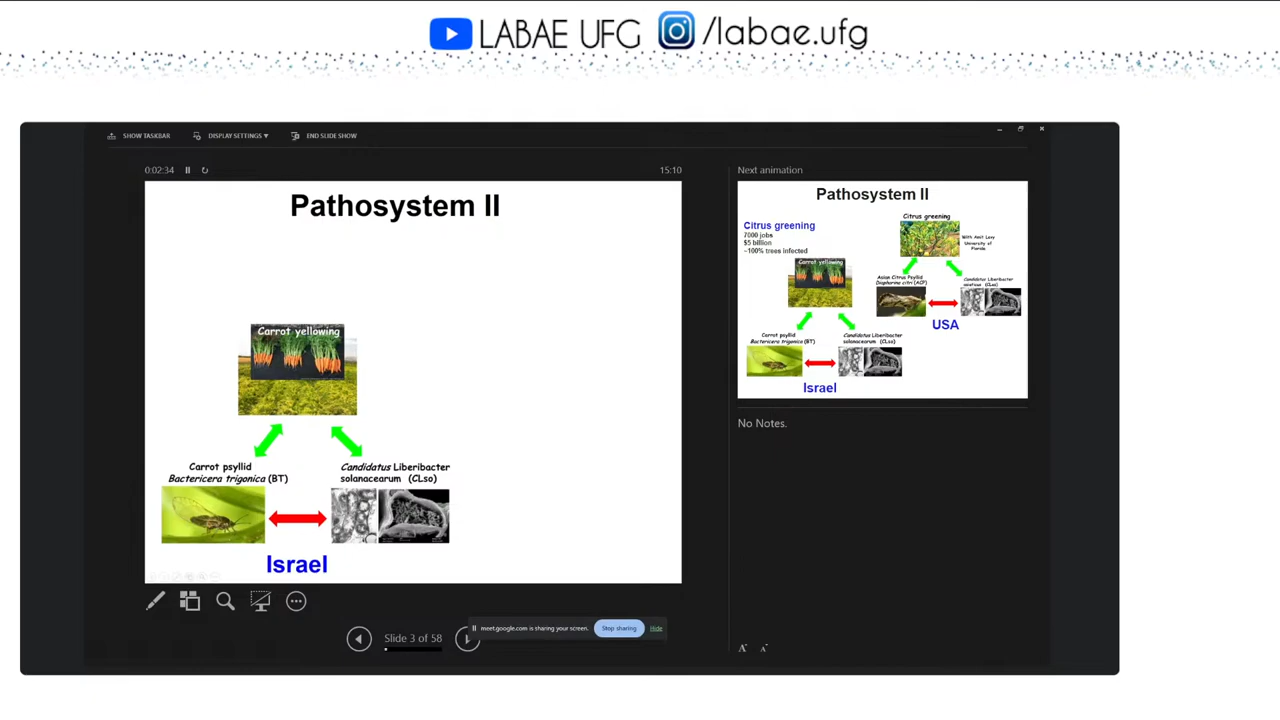 LABAE UFG /labae.ufg
SHOW TASKBAR DISPLAY SETTINGS ▾ END SLIDE SHOW
0:02:34 15:10
Pathosystem II
Carrot yellowing
Carrot psyllid
Bactericera trigonica (BT)
Candidatus Liberibacter
solanacearum (CLso)
Israel
Next animation
Pathosystem II
Citrus greening
7000 jobs
$5 billion
~100% trees infected
Citrus greening
With Amit Levy
University of
Florida
Carrot yellowing
Asian Citrus Psyllid
Diaphorina citri (ACP)
Candidatus Liberibacter
asiaticus (CLas)
USA
Carrot psyllid
Bactericera trigonica (BT)
Candidatus Liberibacter
solanacearum (CLso)
Israel
No Notes.
meet.google.com is sharing your screen. Stop sharing Hide
Slide 3 of 58
A A